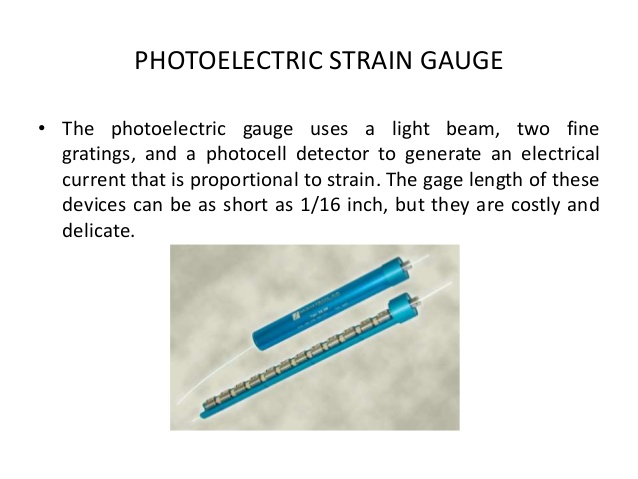 PHOTOELECTRIC STRAIN GAUGE
• The photoelectric gauge uses a light beam, two fine
gratings, and a photocell detector to generate an electrical
current that is proportional to strain. The gage length of these
devices can be as short as 1/16 inch, but they are costly and
delicate.